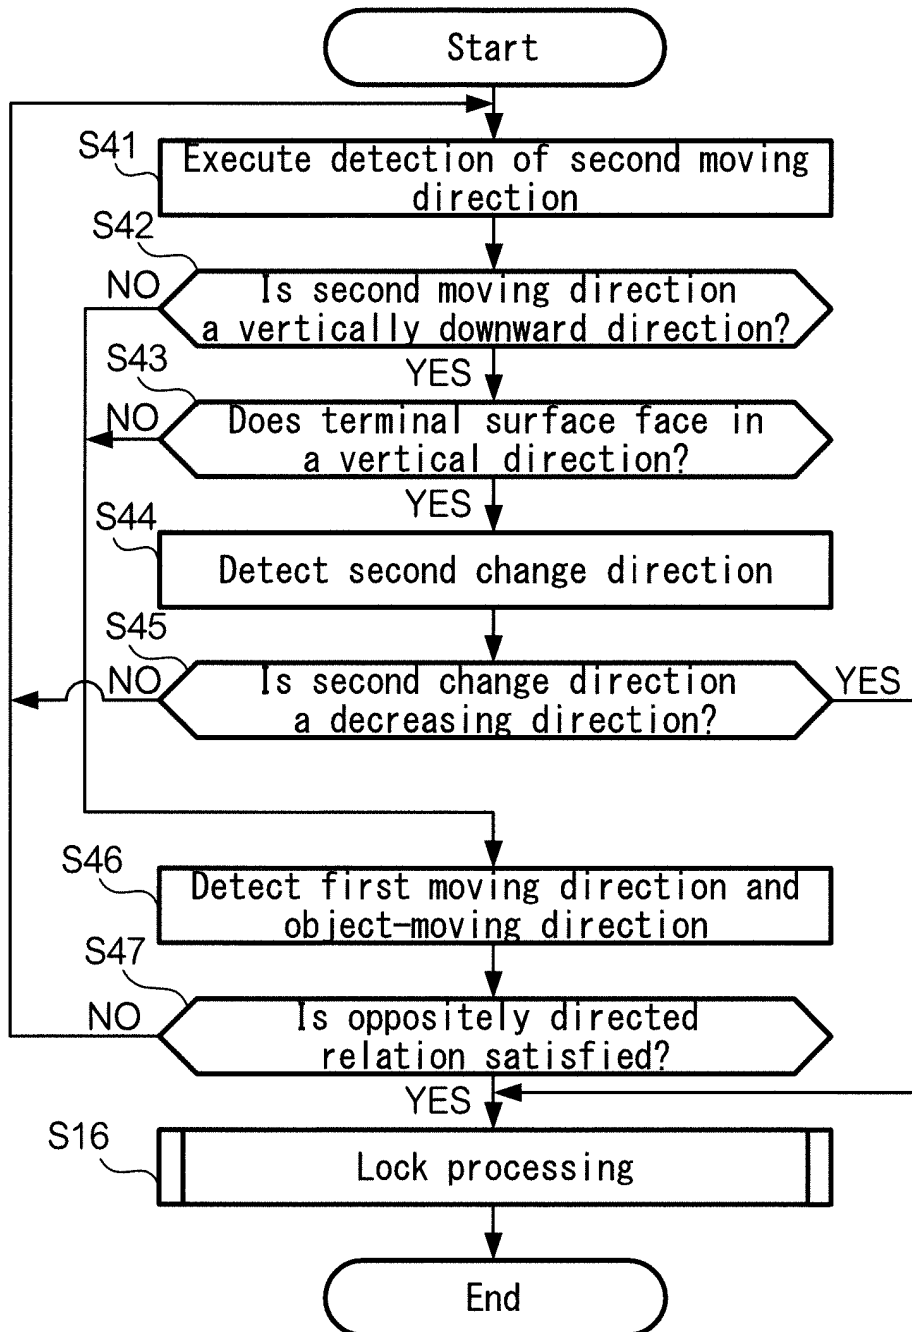 Start
S41
Execute detection of second moving
direction
S42
NO
Is second moving direction
a vertically downward direction?
YES
S43
NO
Does terminal surface face in
a vertical direction?
YES
S44
Detect second change direction
S45
NO
Is second change direction
a decreasing direction?
YES
S46
Detect first moving direction and
object-moving direction
S47
NO
Is oppositely directed
relation satisfied?
YES
S16
Lock processing
End